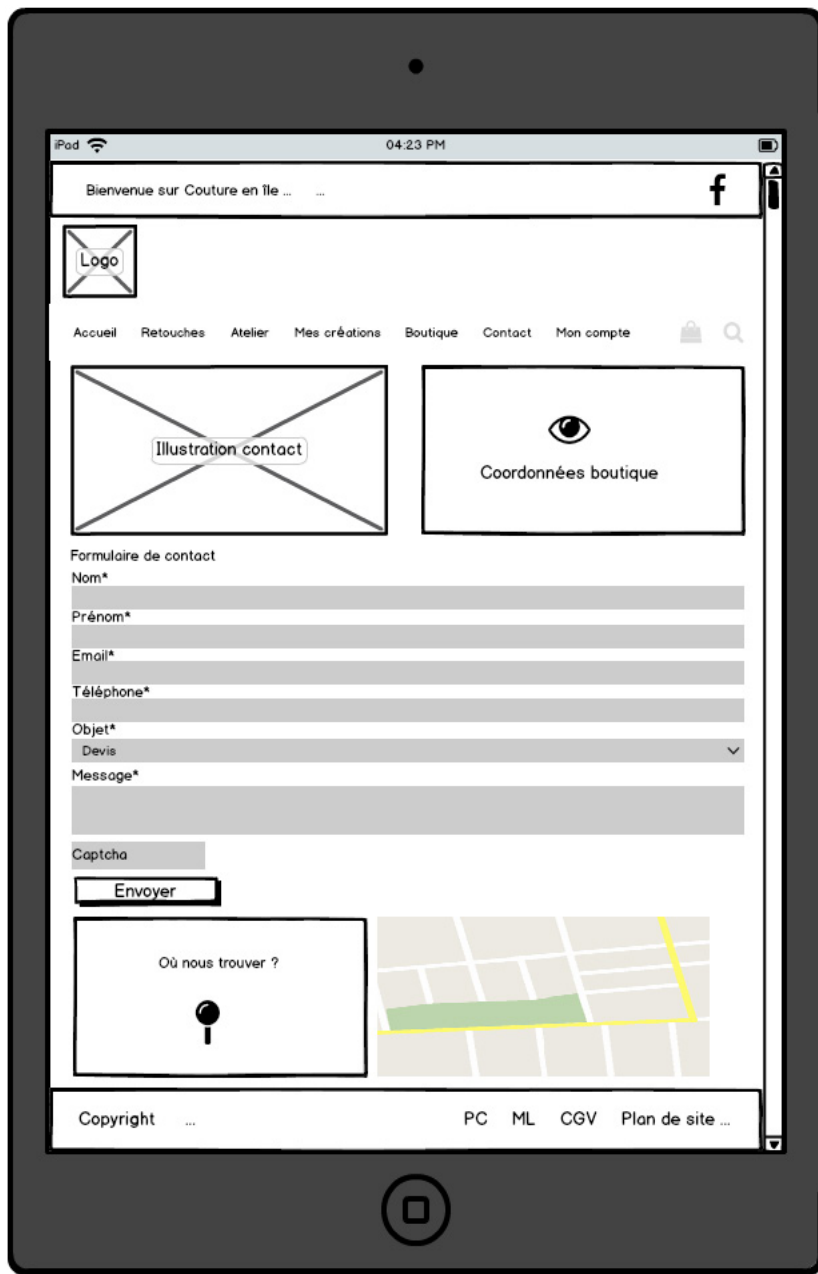 iPad 04:23 PM
Bienvenue sur Couture en île ... ...
Logo
Accueil Retouches Atelier Mes créations Boutique Contact Mon compte
Illustration contact
Coordonnées boutique
Formulaire de contact
Nom*
Prénom*
Email*
Téléphone*
Objet*
Devis
Message*
Captcha
Envoyer
Où nous trouver ?
Copyright ... PC ML CGV Plan de site ...